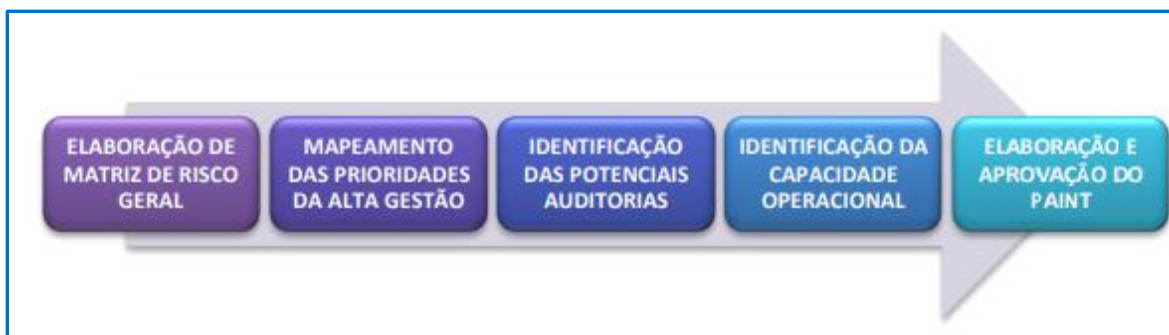 ELABORAÇÃO DE
MATRIZ DE RISCO
GERAL
MAPEAMENTO
DAS PRIORIDADES
DA ALTA GESTÃO
IDENTIFICAÇÃO
DAS POTENCIAIS
AUDITORIAS
IDENTIFICAÇÃO DA
CAPACIDADE
OPERACIONAL
ELABORAÇÃO E
APROVAÇÃO DO
PAINT